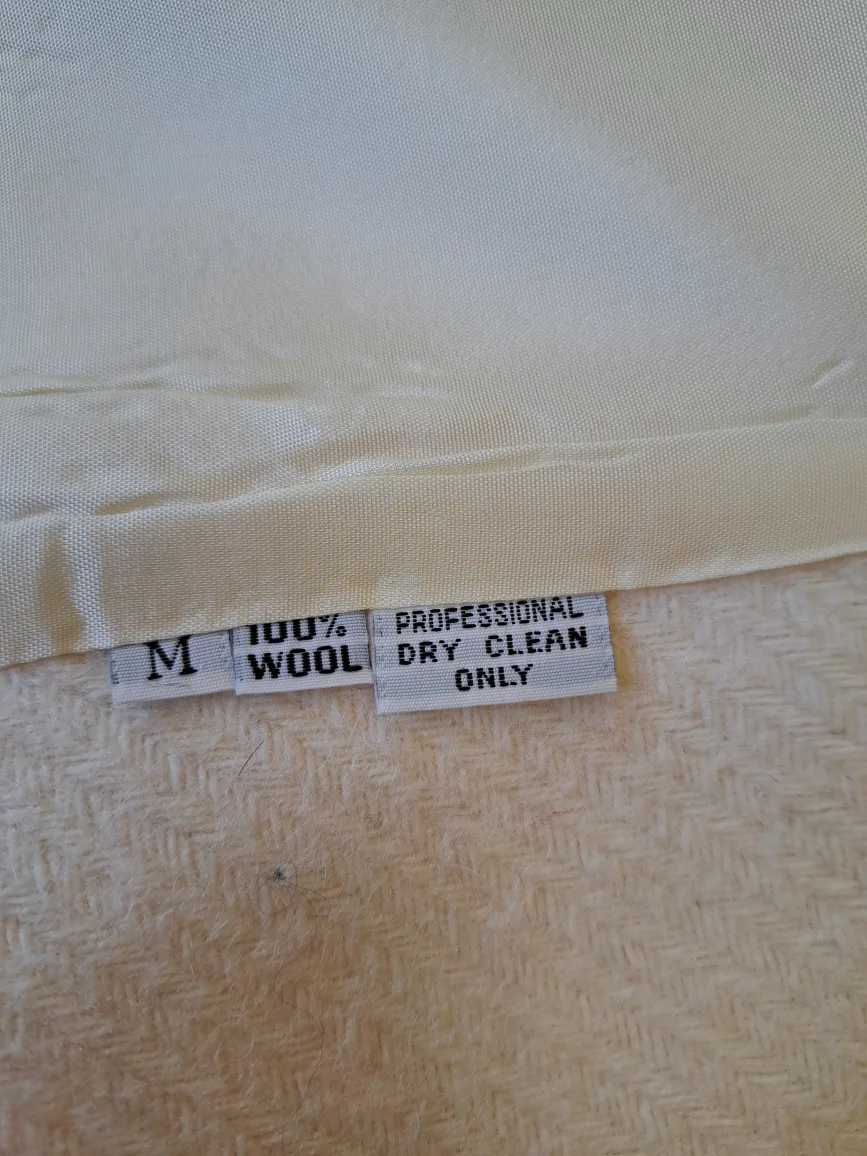 M
100%
WOOL
PROFESSIONAL
DRY CLEAN
ONLY